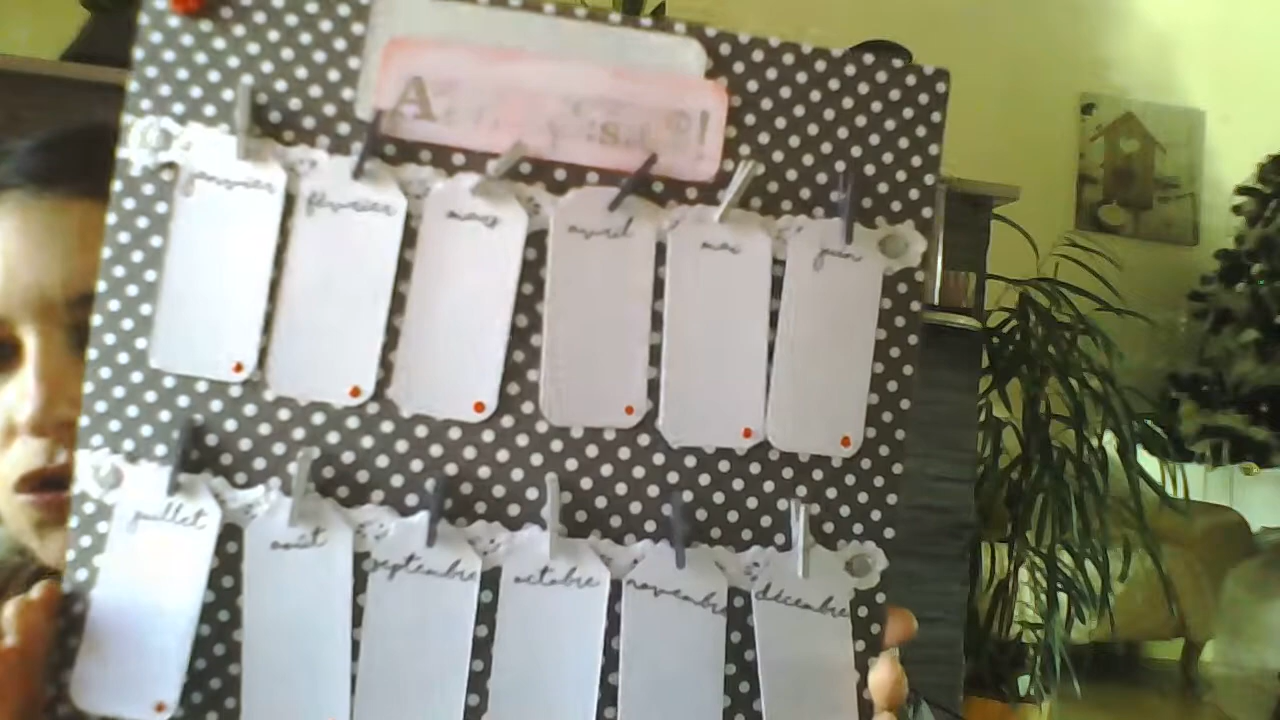 janvier
février
mars
avril
mai
juin
juillet
août
septembre
octobre
novembre
décembre